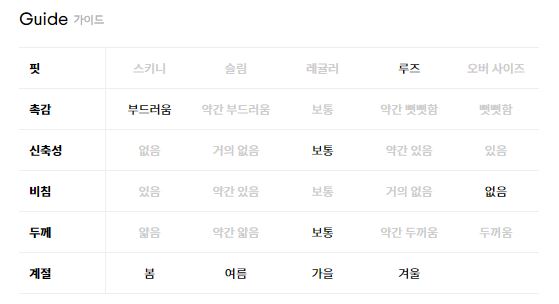 Guide 가이드
핏 스키니 슬림 레귤러 루즈 오버 사이즈
촉감 부드러움 약간 부드러움 보통 약간 뻣뻣함 뻣뻣함
신축성 없음 거의 없음 보통 약간 있음 있음
비침 있음 약간 있음 보통 거의 없음 없음
두께 얇음 약간 얇음 보통 약간 두꺼움 두꺼움
계절 봄 여름 가을 겨울